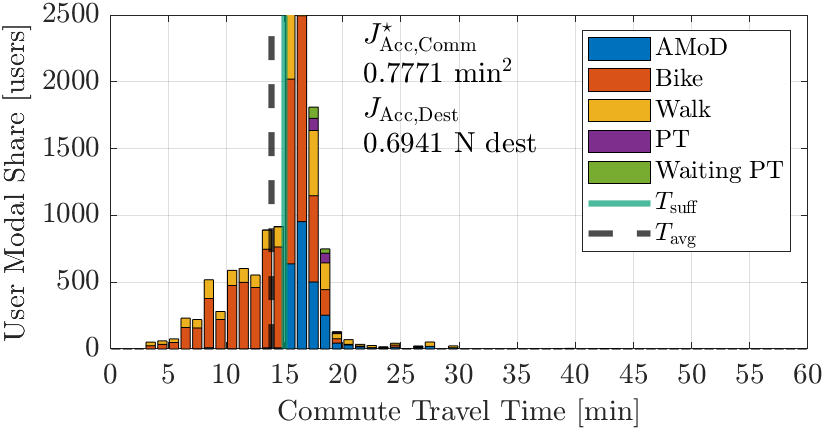 User Modal Share [users]
2500
2000
1500
1000
500
0
J⋆Acc,Comm
0.7771 min²
JAcc,Dest
0.6941 N dest
AMoD
Bike
Walk
PT
Waiting PT
Tsuff
Tavg
0 5 10 15 20 25 30 35 40 45 50 55 60
Commute Travel Time [min]